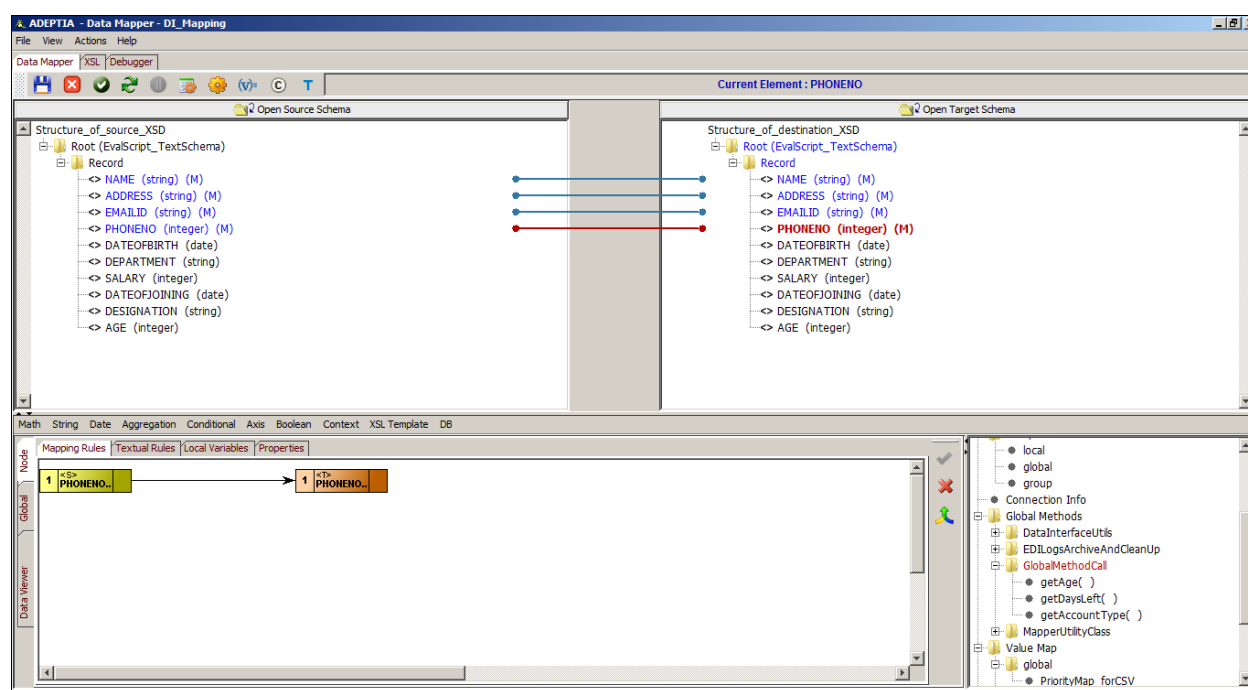 ADEPTIA - Data Mapper - DI_Mapping
File View Actions Help
Data Mapper XSL Debugger
(v)s C T Current Element : PHONENO
Open Source Schema
Open Target Schema
Structure_of_source_XSD
Root (EvalScript_TextSchema)
Record
<> NAME (string) (M)
<> ADDRESS (string) (M)
<> EMAILID (string) (M)
<> PHONENO (integer) (M)
<> DATEOFBIRTH (date)
<> DEPARTMENT (string)
<> SALARY (integer)
<> DATEOFJOINING (date)
<> DESIGNATION (string)
<> AGE (integer)
Structure_of_destination_XSD
Root (EvalScript_TextSchema)
Record
<> NAME (string) (M)
<> ADDRESS (string) (M)
<> EMAILID (string) (M)
<> PHONENO (integer) (M)
<> DATEOFBIRTH (date)
<> DEPARTMENT (string)
<> SALARY (integer)
<> DATEOFJOINING (date)
<> DESIGNATION (string)
<> AGE (integer)
Math String Date Aggregation Conditional Axis Boolean Context XSL Template DB
Node
Global
Data Viewer
Mapping Rules Textual Rules Local Variables Properties
1 <S> PHONENO..
1 <T> PHONENO..
local
global
group
Connection Info
Global Methods
DataInterfaceUtils
EDILogsArchiveAndCleanUp
GlobalMethodCall
getAge( )
getDaysLeft( )
getAccountType( )
MapperUtilityClass
Value Map
global
PriorityMap_forCSV